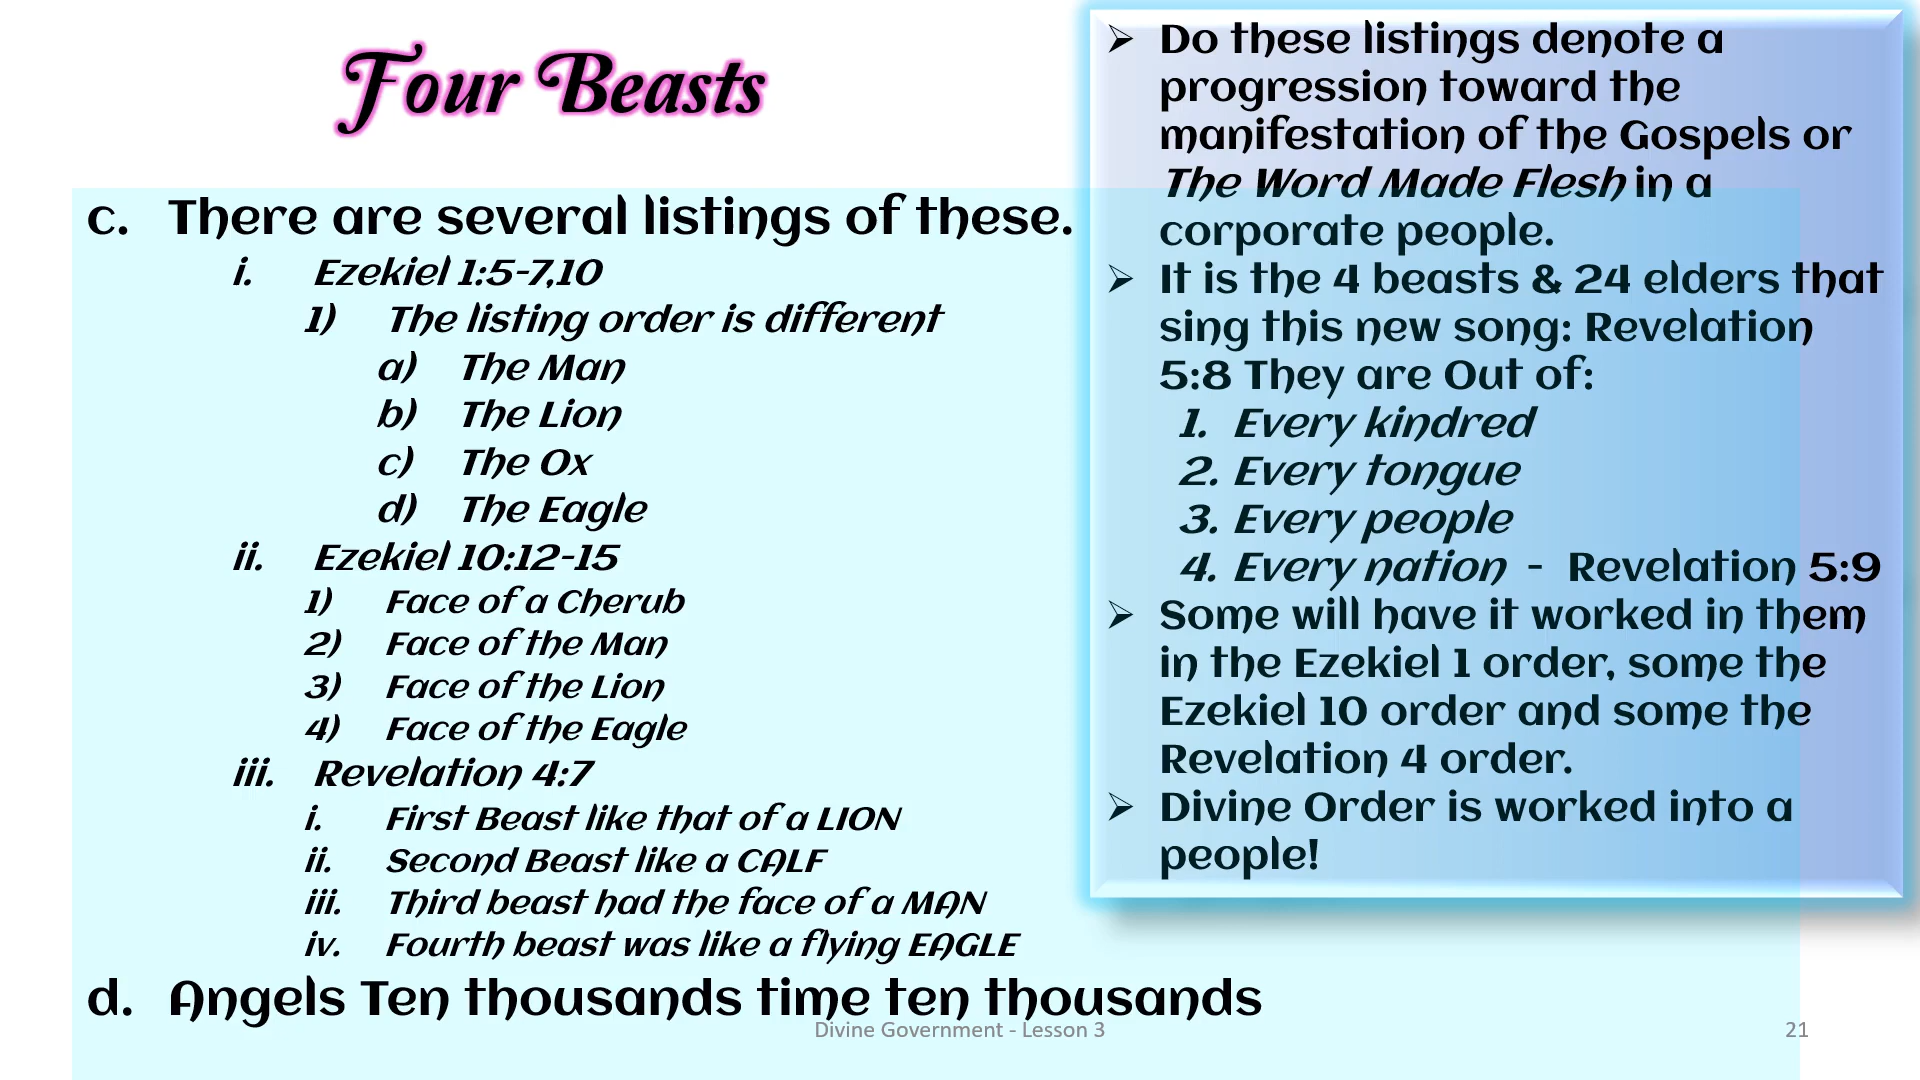 Four Beasts
c. There are several listings of these.
i. Ezekiel 1:5-7,10
1) The listing order is different
a) The Man
b) The Lion
c) The Ox
d) The Eagle
ii. Ezekiel 10:12-15
1) Face of a Cherub
2) Face of the Man
3) Face of the Lion
4) Face of the Eagle
iii. Revelation 4:7
i. First Beast like that of a LION
ii. Second Beast like a CALF
iii. Third beast had the face of a MAN
iv. Fourth beast was like a flying EAGLE
d. Angels Ten thousands time ten thousands
➢ Do these listings denote a
progression toward the
manifestation of the Gospels or
The Word Made Flesh in a
corporate people.
➢ It is the 4 beasts & 24 elders that
sing this new song: Revelation
5:8 They are Out of:
1. Every kindred
2. Every tongue
3. Every people
4. Every nation - Revelation 5:9
➢ Some will have it worked in them
in the Ezekiel 1 order, some the
Ezekiel 10 order and some the
Revelation 4 order.
➢ Divine Order is worked into a
people!
Divine Government - Lesson 3
21